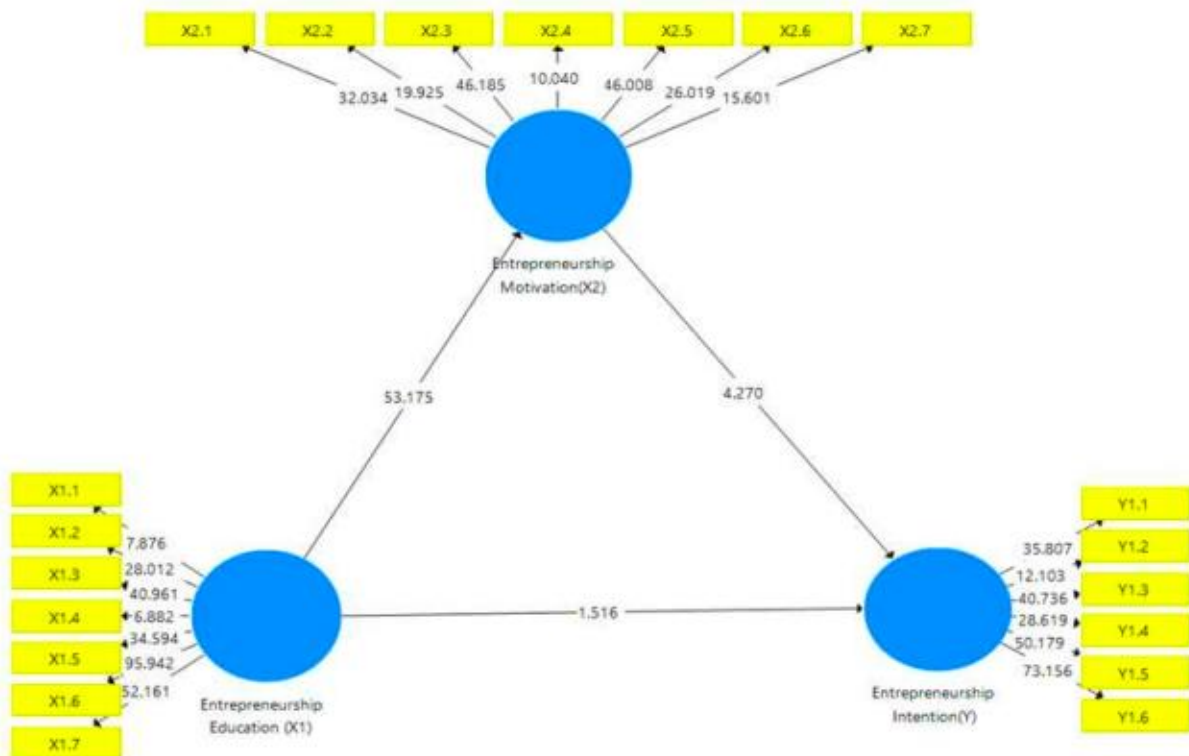 X2.1 X2.2 X2.3 X2.4 X2.5 X2.6 X2.7
32.034 19.925 46.185 10.040 46.008 26.019 15.601
Entrepreneurship
Motivation(X2)
53.175 4.270
X1.1
X1.2
X1.3
X1.4
X1.5
X1.6
X1.7
7.876
28.012
40.961
6.882
34.594
95.942
52.161
Entrepreneurship
Education (X1)
1.516
Entrepreneurship
Intention(Y)
35.807
12.103
40.736
28.619
50.179
73.156
Y1.1
Y1.2
Y1.3
Y1.4
Y1.5
Y1.6